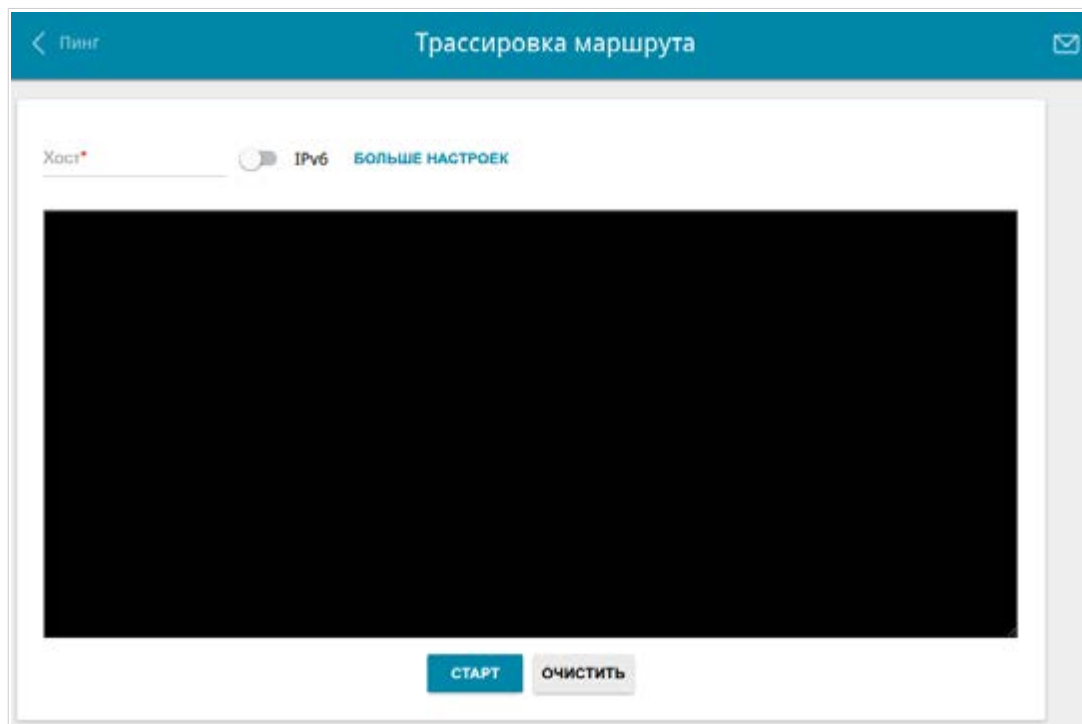 Пинг
Трассировка маршрута
Хост*
IPv6
БОЛЬШЕ НАСТРОЕК
СТАРТ
ОЧИСТИТЬ